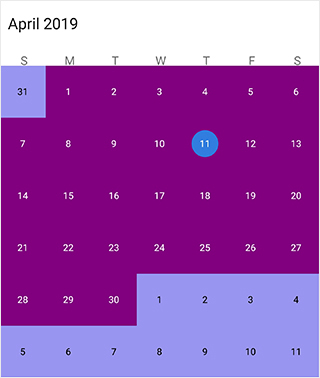 April 2019
S M T W T F S
31 1 2 3 4 5 6
7 8 9 10 11 12 13
14 15 16 17 18 19 20
21 22 23 24 25 26 27
28 29 30 1 2 3 4
5 6 7 8 9 10 11